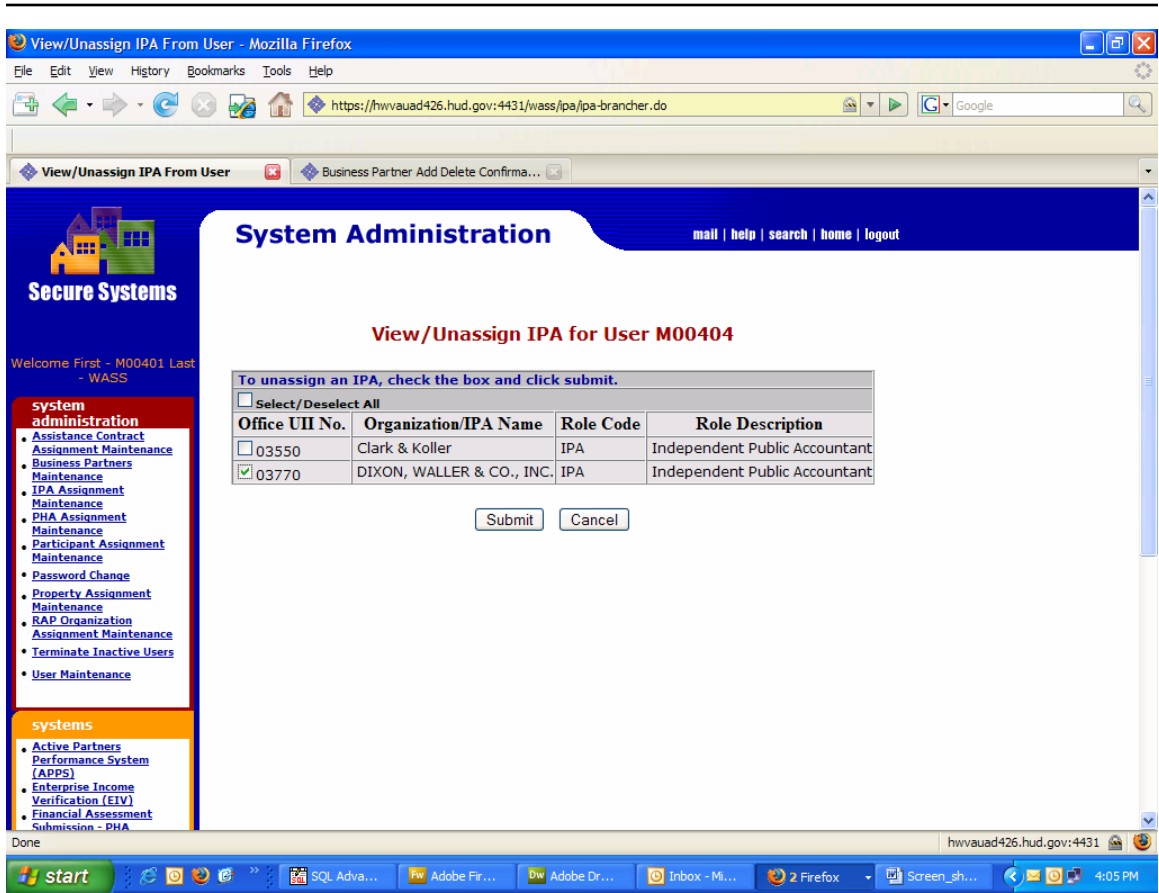 View/Unassign IPA From User - Mozilla Firefox
File Edit View History Bookmarks Tools Help
https://hwvauad426.hud.gov:4431/wass/ipa/ipa-brancher.do
G Google
View/Unassign IPA From User
Business Partner Add Delete Confirma...
System Administration
mail | help | search | home | logout
Secure Systems
Welcome First - M00401 Last
- WASS
system
administration
Assistance Contract
Assignment Maintenance
Business Partners
Maintenance
IPA Assignment
Maintenance
PHA Assignment
Maintenance
Participant Assignment
Maintenance
Password Change
Property Assignment
Maintenance
RAP Organization
Assignment Maintenance
Terminate Inactive Users
User Maintenance
systems
Active Partners
Performance System
(APPS)
Enterprise Income
Verification (EIV)
Financial Assessment
Submission - PHA
View/Unassign IPA for User M00404
To unassign an IPA, check the box and click submit.
Select/Deselect All
Office UII No. Organization/IPA Name Role Code Role Description
03550 Clark & Koller IPA Independent Public Accountant
03770 DIXON, WALLER & CO., INC. IPA Independent Public Accountant
Submit Cancel
Done
hwvauad426.hud.gov:4431
start
SQL Adva...
Fw Adobe Fir...
Dw Adobe Dr...
Inbox - Mi...
2 Firefox
Screen_sh...
4:05 PM